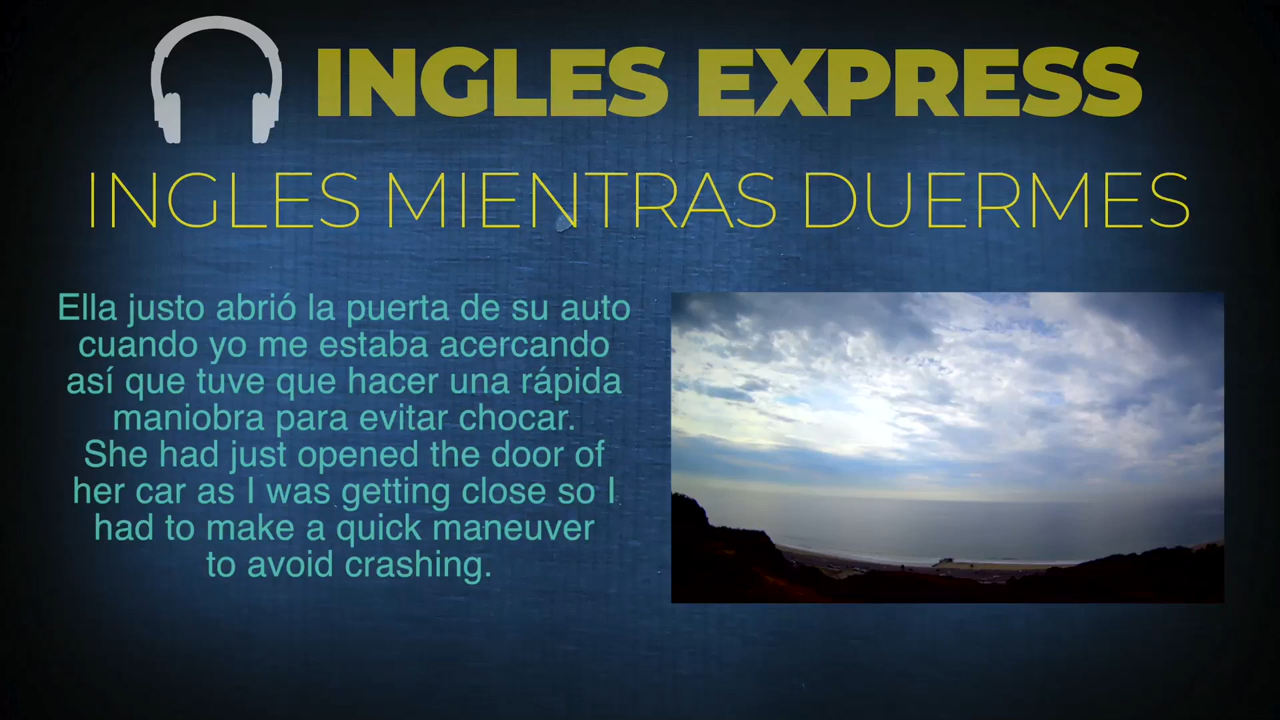 INGLES EXPRESS
INGLES MIENTRAS DUERMES
Ella justo abrió la puerta de su auto
cuando yo me estaba acercando
así que tuve que hacer una rápida
maniobra para evitar chocar.
She had just opened the door of
her car as I was getting close so I
had to make a quick maneuver
to avoid crashing.